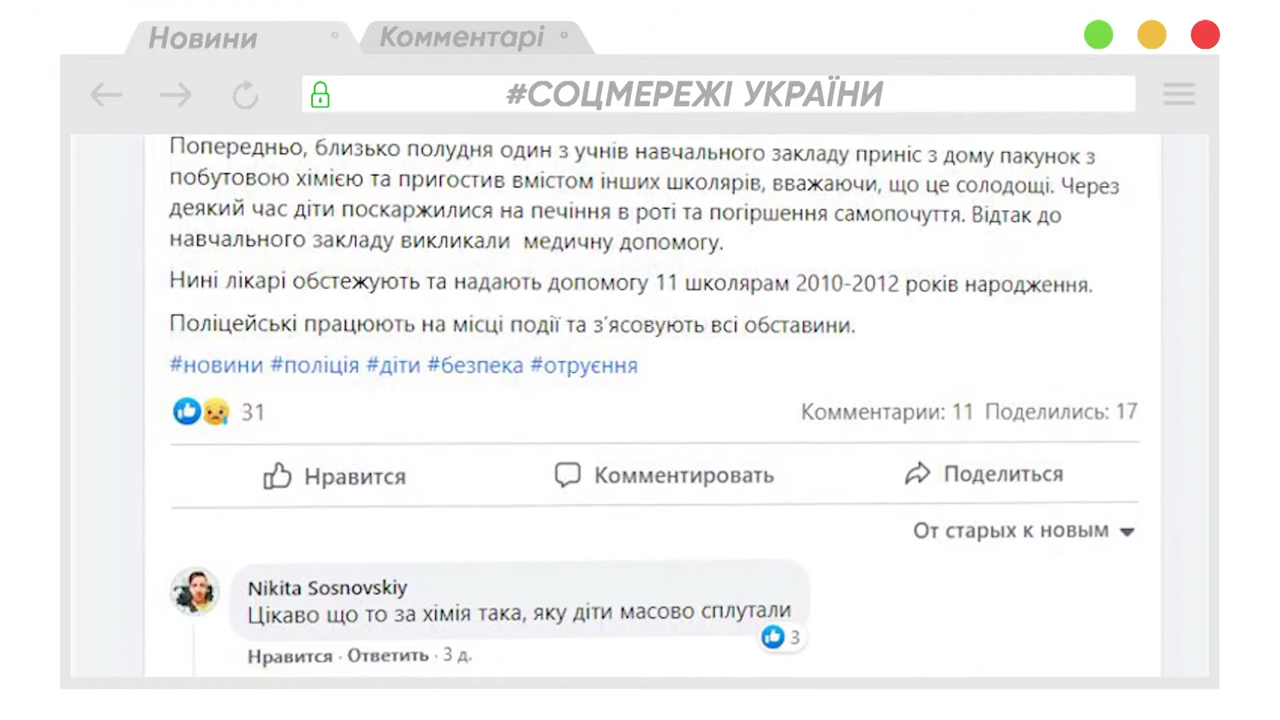 Новини
Комментарі
#СОЦМЕРЕЖІ УКРАЇНИ
Попередньо, близько полудня один з учнів навчального закладу приніс з дому пакунок з
побутовою хімією та пригостив вмістом інших школярів, вважаючи, що це солодощі. Через
деякий час діти поскаржилися на печіння в роті та погіршення самопочуття. Відтак до
навчального закладу викликали медичну допомогу.
Нині лікарі обстежують та надають допомогу 11 школярам 2010-2012 років народження.
Поліцейські працюють на місці події та з’ясовують всі обставини.
#новини #поліція #діти #безпека #отруєння
31
Комментарии: 11 Поделились: 17
Нравится
Комментировать
Поделиться
От старых к новым
Nikita Sosnovskiy
Цікаво що то за хімія така, яку діти масово сплутали
3
Нравится · Ответить · 3 д.